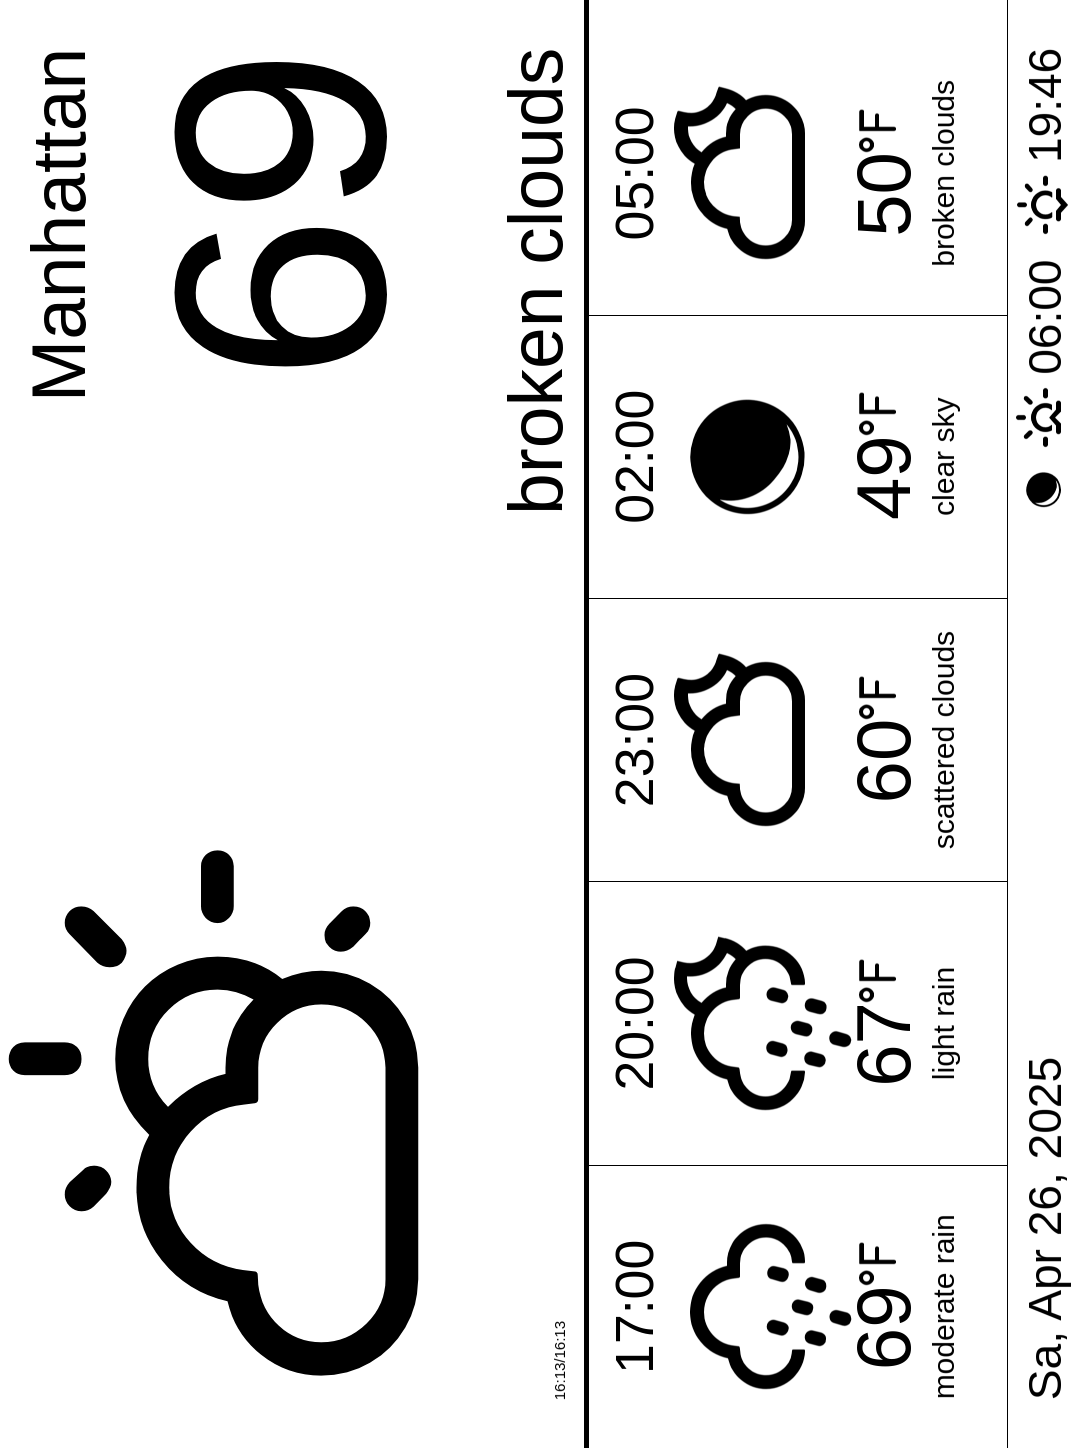 Manhattan
69
broken clouds
16:13/16:13
17:00
69°F
moderate rain
20:00
67°F
light rain
23:00
60°F
scattered clouds
02:00
49°F
clear sky
05:00
50°F
broken clouds
Sa, Apr 26, 2025
06:00
19:46